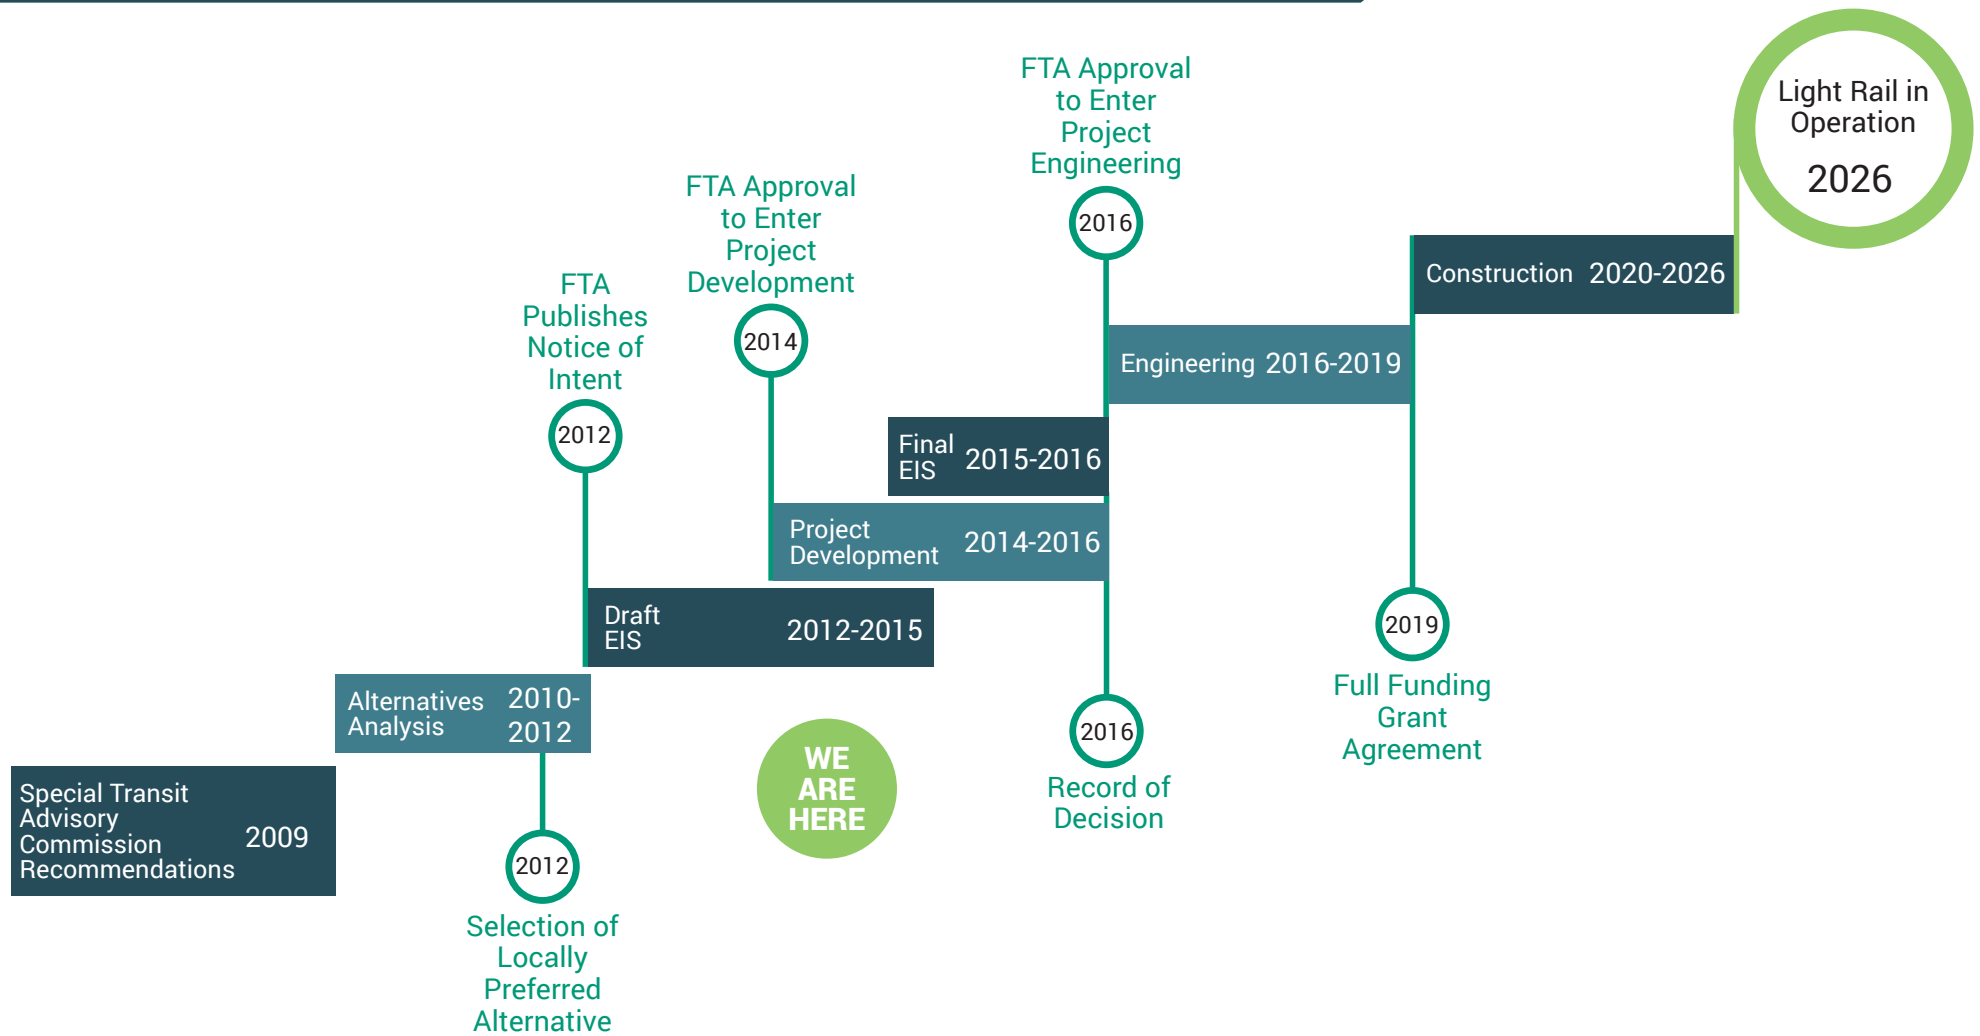 Light Rail in
Operation
2026
FTA Approval
to Enter
Project
Engineering
2016
FTA Approval
to Enter
Project
Development
2014
FTA
Publishes
Notice of
Intent
2012
Construction 2020-2026
Engineering 2016-2019
Final
EIS
2015-2016
Project
Development
2014-2016
Draft
EIS
2012-2015
2019
Full Funding
Grant
Agreement
Alternatives
Analysis
2010-
2012
2016
Record of
Decision
WE
ARE
HERE
Special Transit
Advisory
Commission
Recommendations
2009
2012
Selection of
Locally
Preferred
Alternative